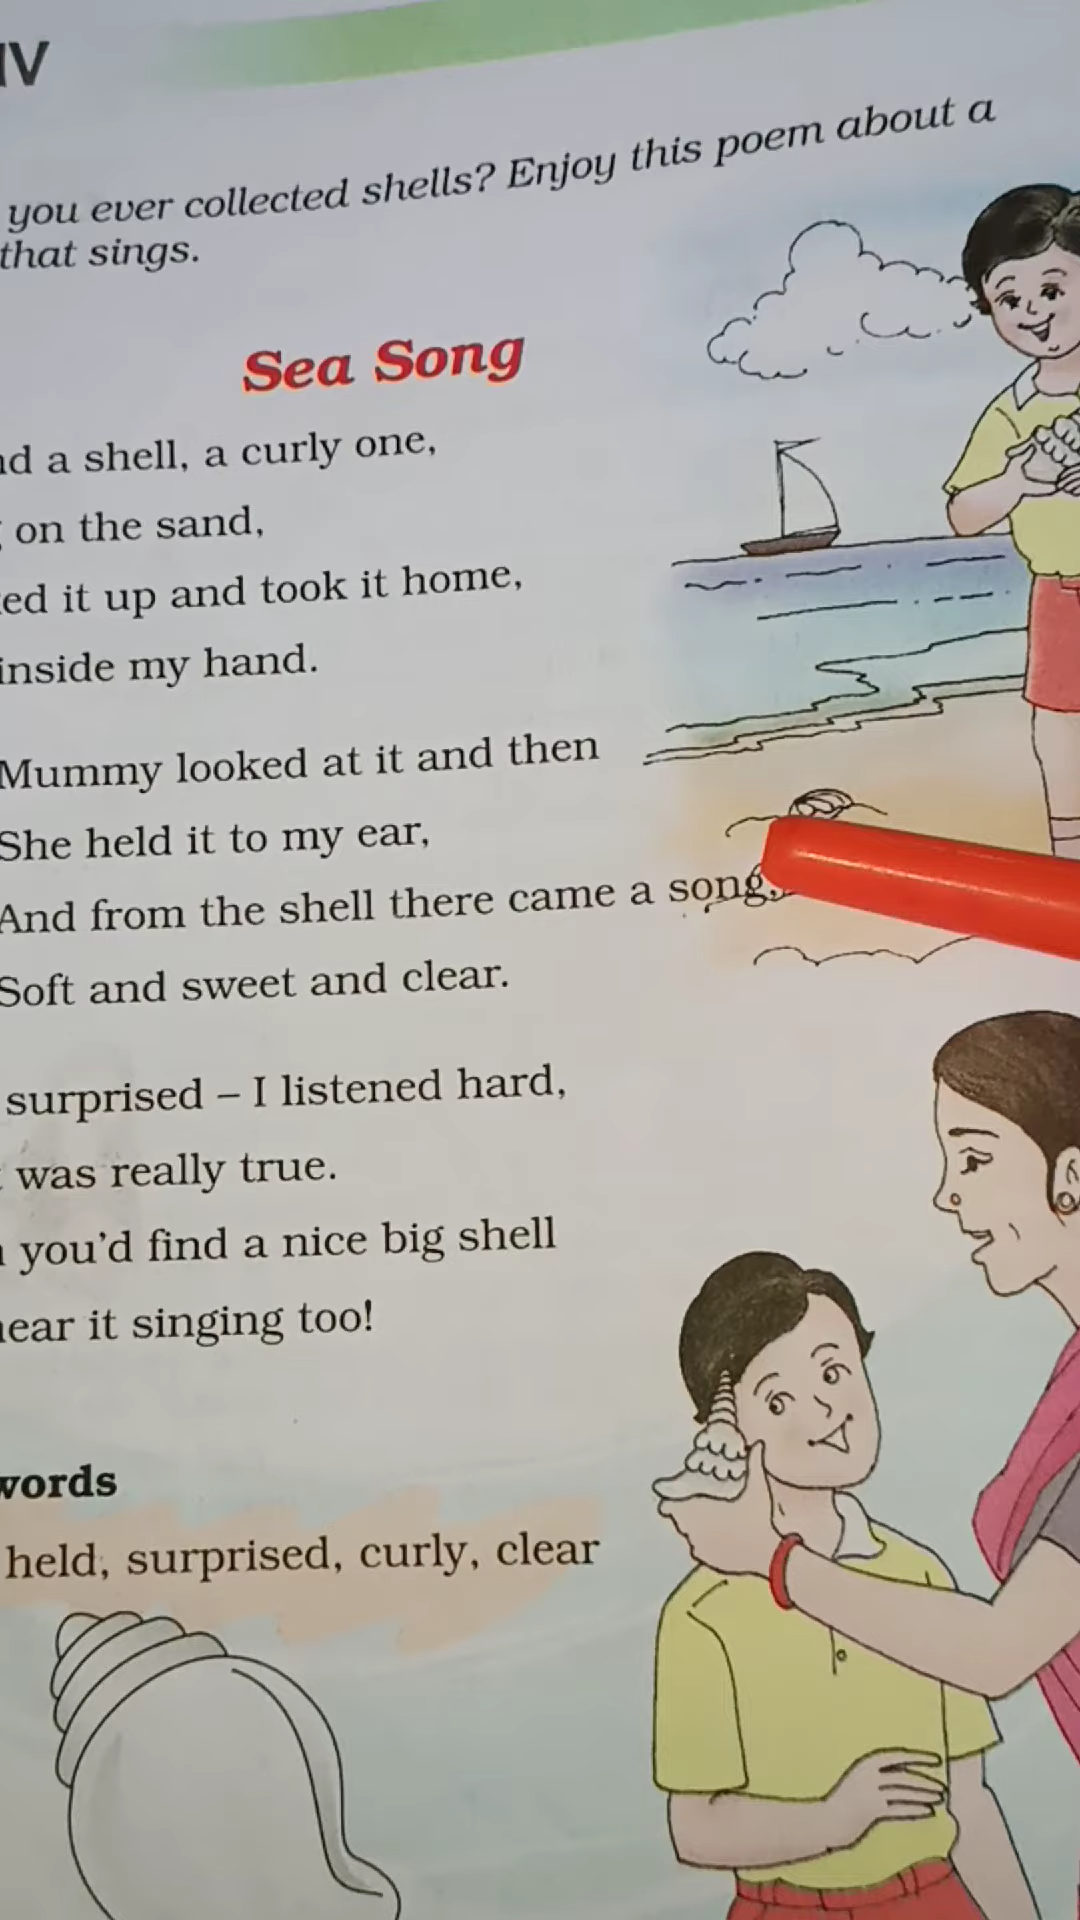 IV
you ever collected shells? Enjoy this poem about a
that sings.
Sea Song
a shell, a curly one,
on the sand,
it up and took it home,
inside my hand.
Mummy looked at it and then
She held it to my ear,
And from the shell there came a song,
Soft and sweet and clear.
surprised – I listened hard,
was really true.
you'd find a nice big shell
it singing too!
words
held, surprised, curly, clear